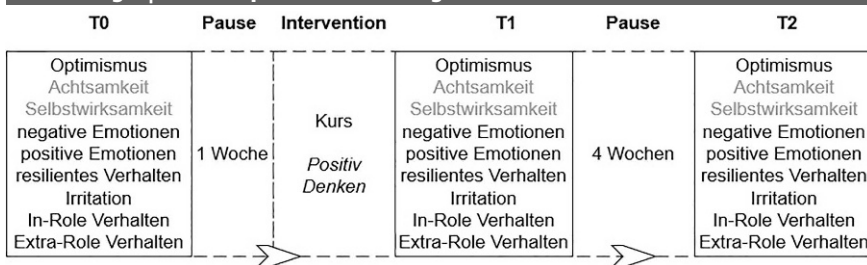 T0 Pause Intervention T1 Pause T2
Optimismus
Achtsamkeit
Selbstwirksamkeit
negative Emotionen
positive Emotionen
resilientes Verhalten
Irritation
In-Role Verhalten
Extra-Role Verhalten
1 Woche
Kurs
Positiv
Denken
Optimismus
Achtsamkeit
Selbstwirksamkeit
negative Emotionen
positive Emotionen
resilientes Verhalten
Irritation
In-Role Verhalten
Extra-Role Verhalten
4 Wochen
Optimismus
Achtsamkeit
Selbstwirksamkeit
negative Emotionen
positive Emotionen
resilientes Verhalten
Irritation
In-Role Verhalten
Extra-Role Verhalten